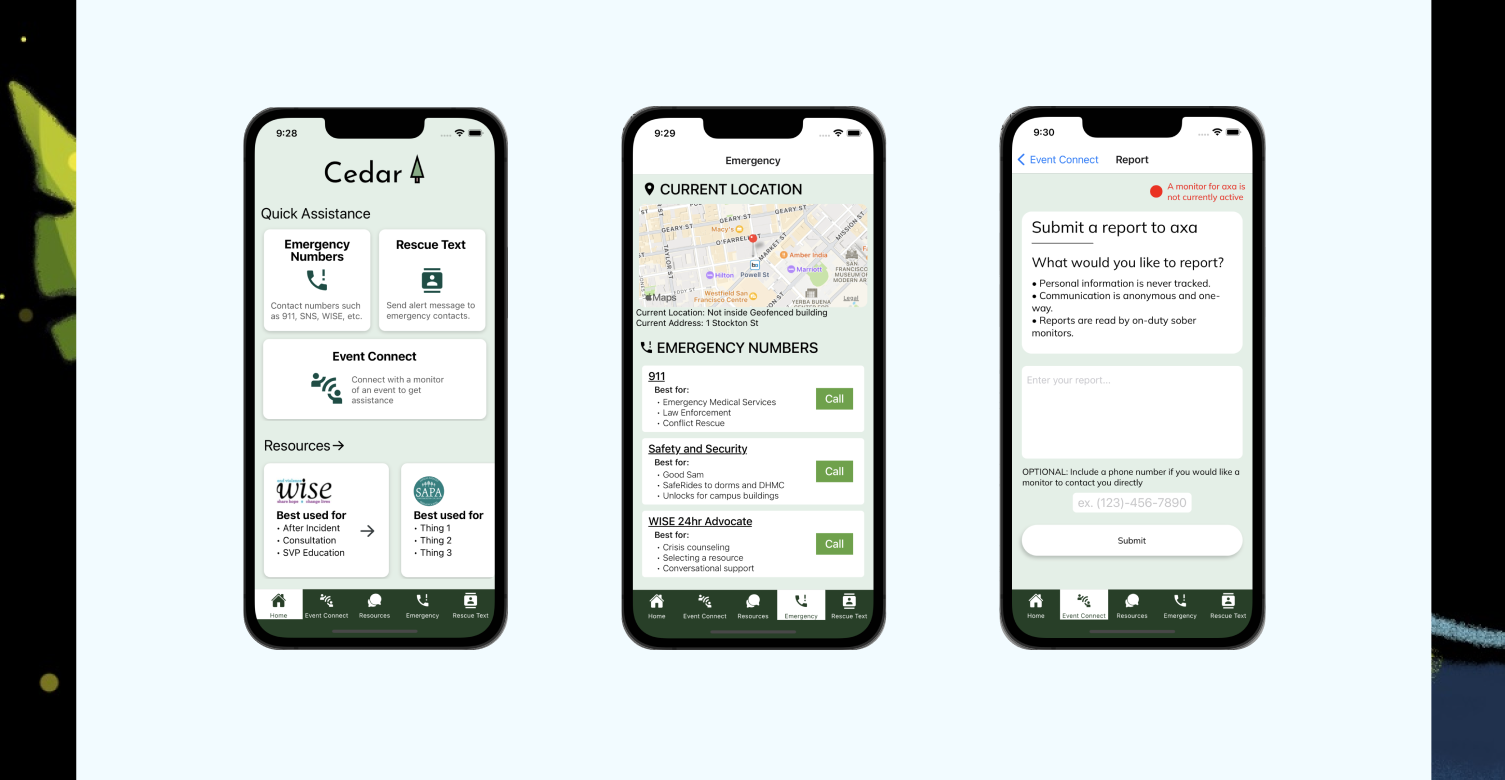 9:28
Cedar
Quick Assistance
Emergency
Numbers
Contact numbers such
as 911, SNS, WISE, etc.
Rescue Text
Send alert message to
emergency contacts.
Event Connect
Connect with a monitor
of an event to get
assistance
Resources→
wise
share hope • change lives
Best used for
• After Incident
• Consultation
• SVP Education
SAPA
Best used for
• Thing 1
• Thing 2
• Thing 3
Home
Event Connect
Resources
Emergency
Rescue Text
9:29
Emergency
CURRENT LOCATION
GEARY ST
GEARY ST
GEARY ST
Macy's
O'FARRELL ST
MARKET ST
MISSION ST
TAYLOR ST
Amber India
Hilton
Powell St
Marriott
SAN
FRANCISCO
MUSEUM OF
MODERN AR
EDDY ST
Westfield San
Francisco Centre
YERBA BUENA
Maps
Legal
Current Location: Not inside Geofenced building
Current Address: 1 Stockton St
EMERGENCY NUMBERS
911
Best for:
• Emergency Medical Services
• Law Enforcement
• Conflict Rescue
Call
Safety and Security
Best for:
• Good Sam
• SafeRides to dorms and DHMC
• Unlocks for campus buildings
Call
WISE 24hr Advocate
Best for:
• Crisis counseling
• Selecting a resource
• Conversational support
Call
Home
Event Connect
Resources
Emergency
Rescue Text
9:30
Event Connect
Report
A monitor for axa is
not currently active
Submit a report to axa
What would you like to report?
• Personal information is never tracked.
• Communication is anonymous and one-
way.
• Reports are read by on-duty sober
monitors.
Enter your report...
OPTIONAL: Include a phone number if you would like a
monitor to contact you directly
ex. (123)-456-7890
Submit
Home
Event Connect
Resources
Emergency
Rescue Text